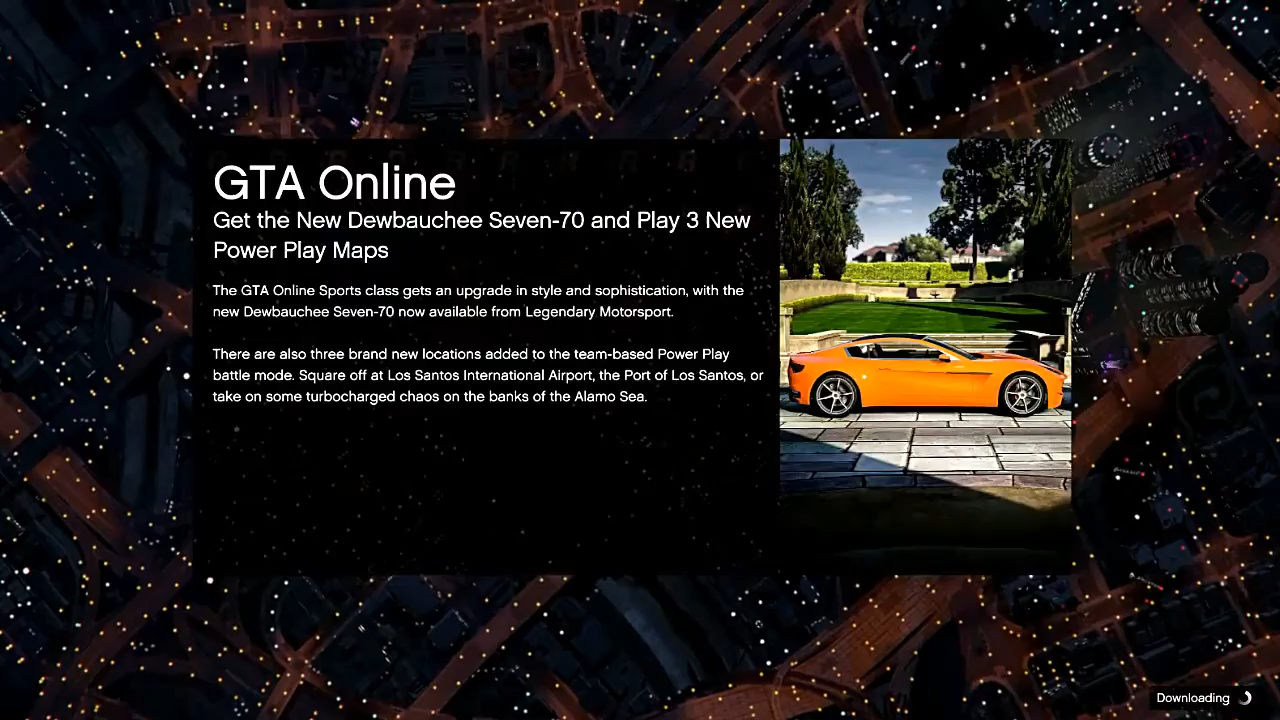 GTA Online
Get the New Dewbauchee Seven-70 and Play 3 New
Power Play Maps
The GTA Online Sports class gets an upgrade in style and sophistication, with the
new Dewbauchee Seven-70 now available from Legendary Motorsport.
There are also three brand new locations added to the team-based Power Play
battle mode. Square off at Los Santos International Airport, the Port of Los Santos, or
take on some turbocharged chaos on the banks of the Alamo Sea.
Downloading